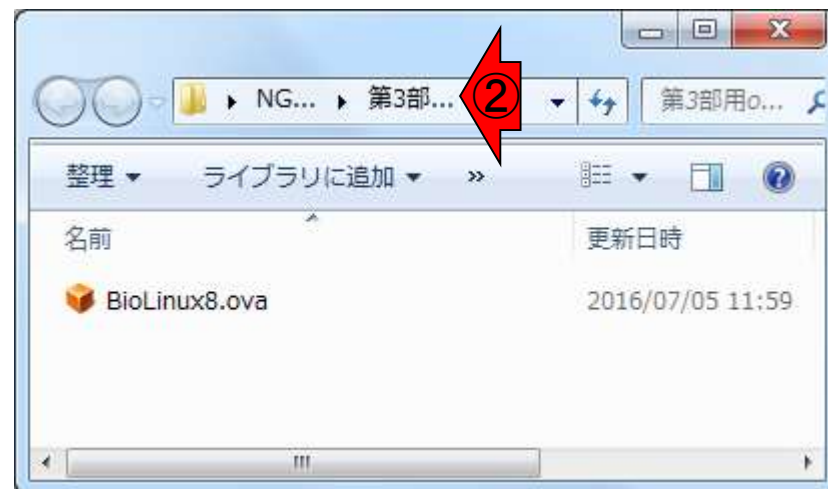 NG... 第3部... ② 第3部用o...
整理 ライブラリに追加 »
名前 更新日時
BioLinux8.ova 2016/07/05 11:59